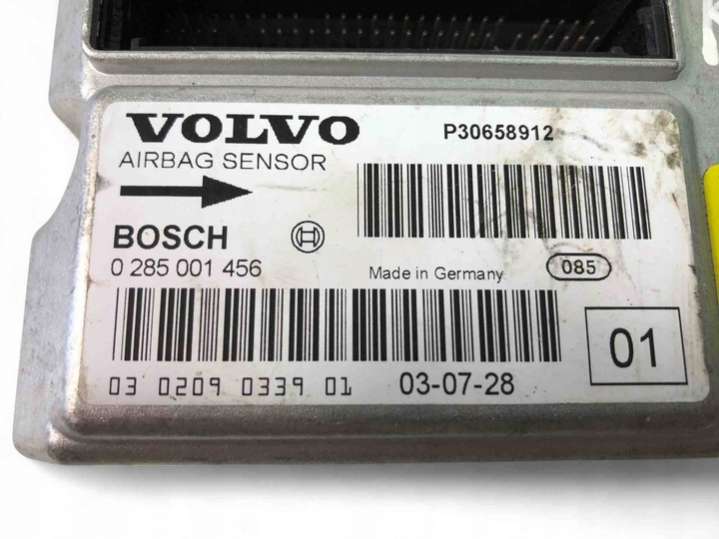 VOLVO P30658912
AIRBAG SENSOR
BOSCH
0 285 001 456 Made in Germany 085
01
03 0209 0339 01 03-07-28